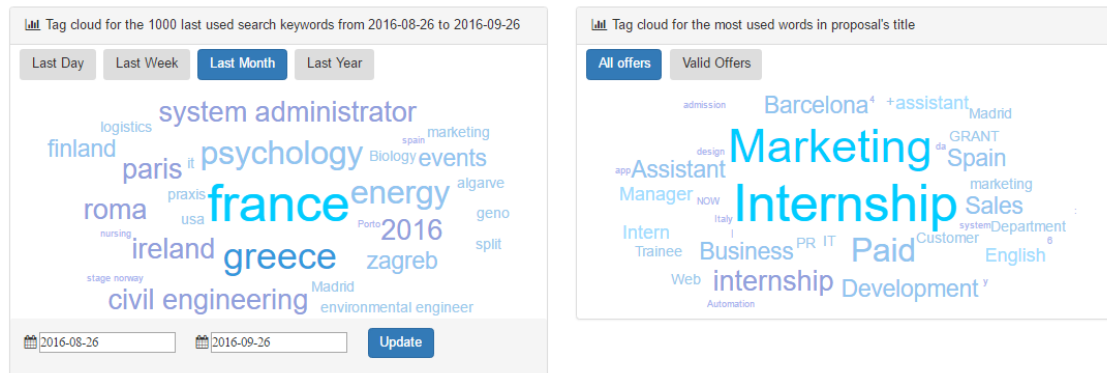 Tag cloud for the 1000 last used search keywords from 2016-08-26 to 2016-09-26
Last Day Last Week Last Month Last Year
system administrator
logistics
spain marketing
finland
paris it psychology Biology events
praxis france energy algarve
roma usa Porto 2016 geno
nursing
ireland greece zagreb split
stage norway
civil engineering Madrid
environmental engineer
2016-08-26 2016-09-26 Update
Tag cloud for the most used words in proposal's title
All offers Valid Offers
admission Barcelona 4 +assistant Madrid
design Marketing da GRANT
app Assistant Spain
Manager NOW marketing
Italy Internship Sales
Intern l system Department :
Trainee Business PR IT Paid Customer English 6
Web internship Development y
Automation